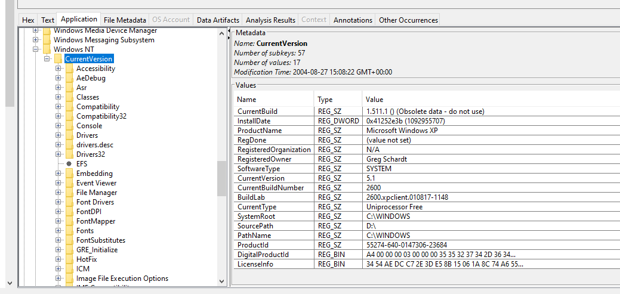 Hex Text Application File Metadata OS Account Data Artifacts Analysis Results Context Annotations Other Occurrences
Windows Media Device Manager
Windows Messaging Subsystem
Windows NT
CurrentVersion
Accessibility
AeDebug
Asr
Classes
Compatibility
Compatibility32
Console
Drivers
drivers.desc
Drivers32
EFS
Embedding
Event Viewer
File Manager
Font Drivers
FontDPI
FontMapper
Fonts
FontSubstitutes
GRE_Initialize
HotFix
ICM
Image File Execution Options
Metadata
Name: CurrentVersion
Number of subkeys: 57
Number of values: 17
Modification Time: 2004-08-27 15:08:22 GMT+00:00
Values
Name Type Value
CurrentBuild REG_SZ 1.511.1 () (Obsolete data - do not use)
InstallDate REG_DWORD 0x41252e3b (1092955707)
ProductName REG_SZ Microsoft Windows XP
RegDone REG_SZ (value not set)
RegisteredOrganization REG_SZ N/A
RegisteredOwner REG_SZ Greg Schardt
SoftwareType REG_SZ SYSTEM
CurrentVersion REG_SZ 5.1
CurrentBuildNumber REG_SZ 2600
BuildLab REG_SZ 2600.xpclient.010817-1148
CurrentType REG_SZ Uniprocessor Free
SystemRoot REG_SZ C:\WINDOWS
SourcePath REG_SZ D:\
PathName REG_SZ C:\WINDOWS
ProductId REG_SZ 55274-640-0147306-23684
DigitalProductId REG_BIN A4 00 00 00 03 00 00 00 35 35 32 37 34 2D 36 34...
LicenseInfo REG_BIN 34 54 AE DC C7 2E 3D E5 8B 15 06 1A 8C 74 A6 55...